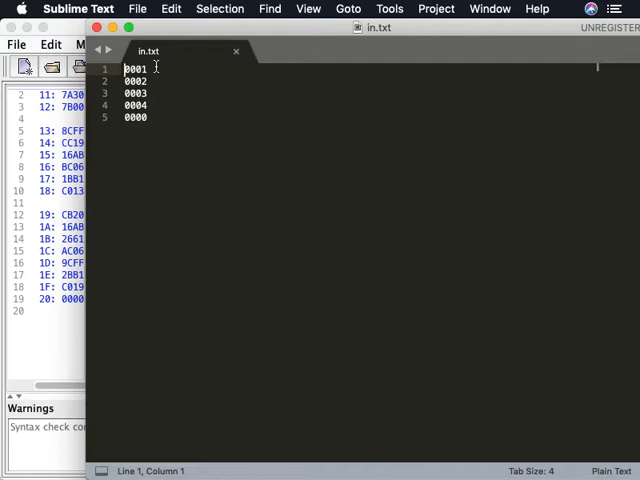 Sublime Text File Edit Selection Find View Goto Tools Project Window Help
in.txt
UNREGISTER
File Edit
in.txt
1 0001
2 0002
3 0003
4 0004
5 0000
2 11: 7A30
3 12: 7B00
4
5 13: 8CFF
6 14: CC19
7 15: 16AB
8 16: BC06
9 17: 1BB1
10 18: C013
11
12 19: CB20
13 1A: 16AB
14 1B: 2661
15 1C: AC06
16 1D: 9CFF
17 1E: 2BB1
18 1F: C019
19 20: 0000
20
Warnings
Syntax check con
Line 1, Column 1
Tab Size: 4
Plain Text